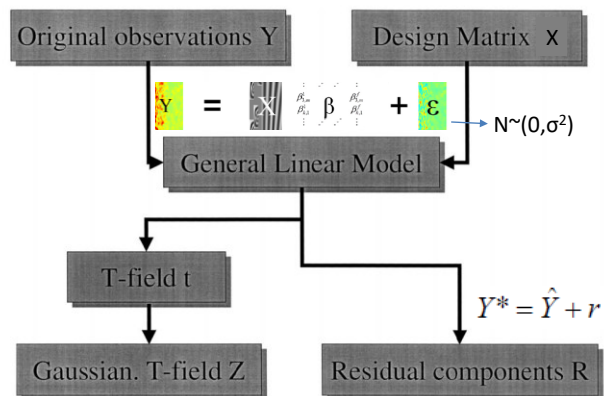 Original observations Y
Design Matrix X
Y = X β + ε
N~(0,σ²)
General Linear Model
T-field t
Y* = Ŷ + r
Gaussian. T-field Z
Residual components R